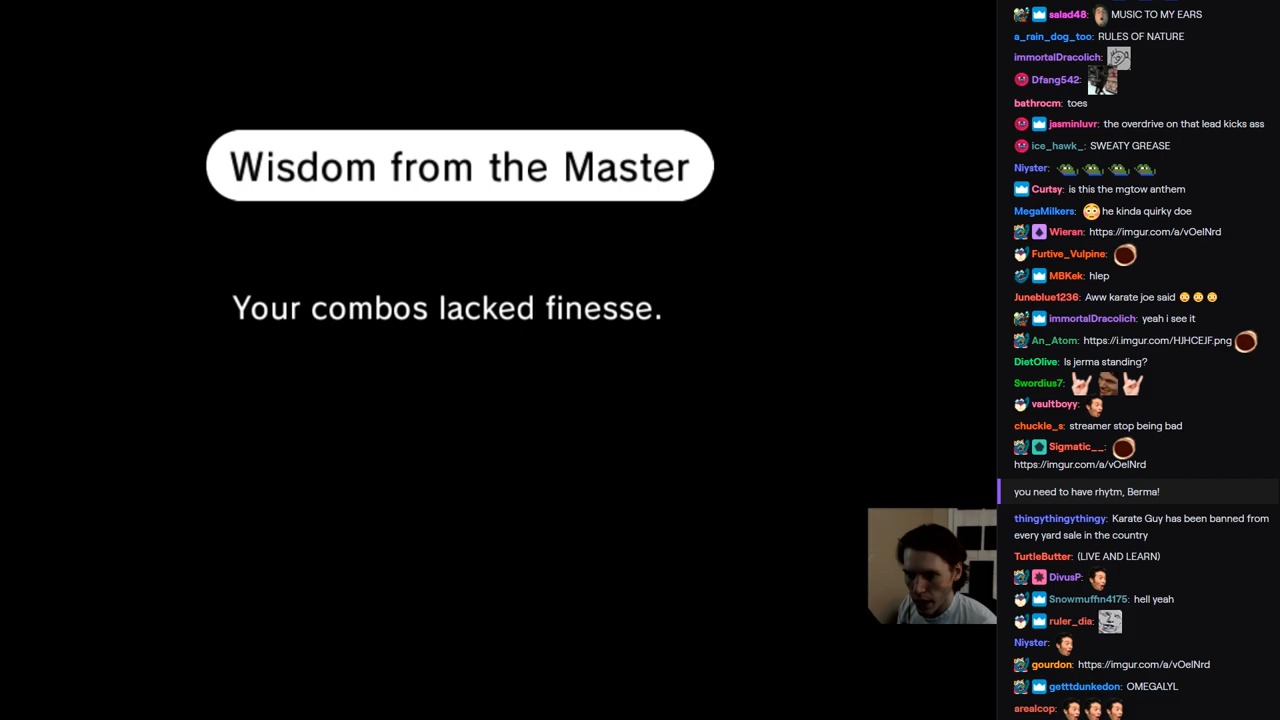 Wisdom from the Master
Your combos lacked finesse.
salad48: MUSIC TO MY EARS
a_rain_dog_too: RULES OF NATURE
immortalDracolich:
Dfang542:
bathrocm: toes
jasminluvr: the overdrive on that lead kicks ass
ice_hawk_: SWEATY GREASE
Niyster:
Curtsy: is this the mgtow anthem
MegaMilkers: he kinda quirky doe
Wieran: https://imgur.com/a/vOelNrd
Furtive_Vulpine:
MBKek: hlep
Juneblue1236: Aww karate joe said
immortalDracolich: yeah i see it
An_Atom: https://i.imgur.com/HJHCEJF.png
DietOlive: Is jerma standing?
Swordius7:
vaultboyy:
chuckle_s: streamer stop being bad
Sigmatic__:
https://imgur.com/a/vOelNrd
you need to have rhytm, Berma!
thingythingythingy: Karate Guy has been banned from
every yard sale in the country
TurtleButter: (LIVE AND LEARN)
DivusP:
Snowmuffin4175: hell yeah
ruler_dia:
Niyster:
gourdon: https://imgur.com/a/vOelNrd
getttdunkedon: OMEGALYL
arealcop: